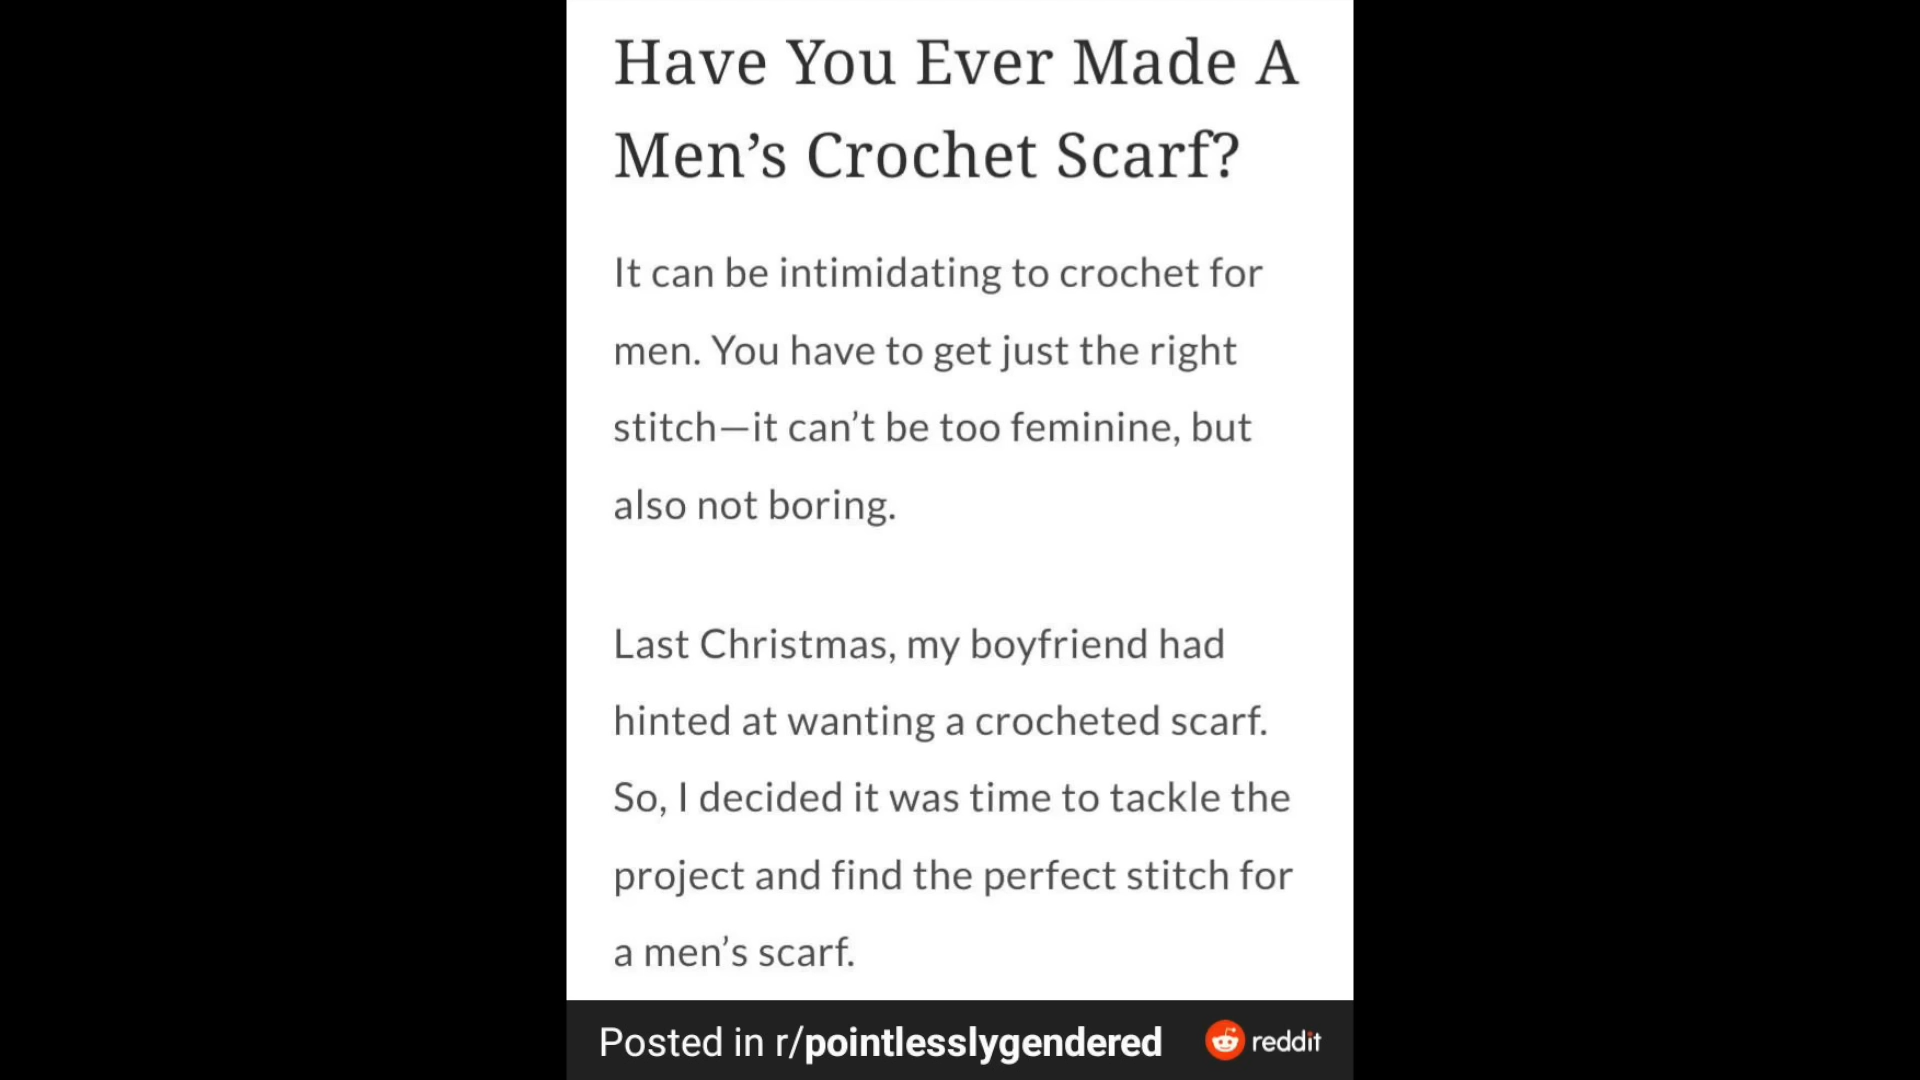 Have You Ever Made A
Men’s Crochet Scarf?
It can be intimidating to crochet for
men. You have to get just the right
stitch—it can’t be too feminine, but
also not boring.
Last Christmas, my boyfriend had
hinted at wanting a crocheted scarf.
So, I decided it was time to tackle the
project and find the perfect stitch for
a men’s scarf.
Posted in r/pointlesslygendered reddit